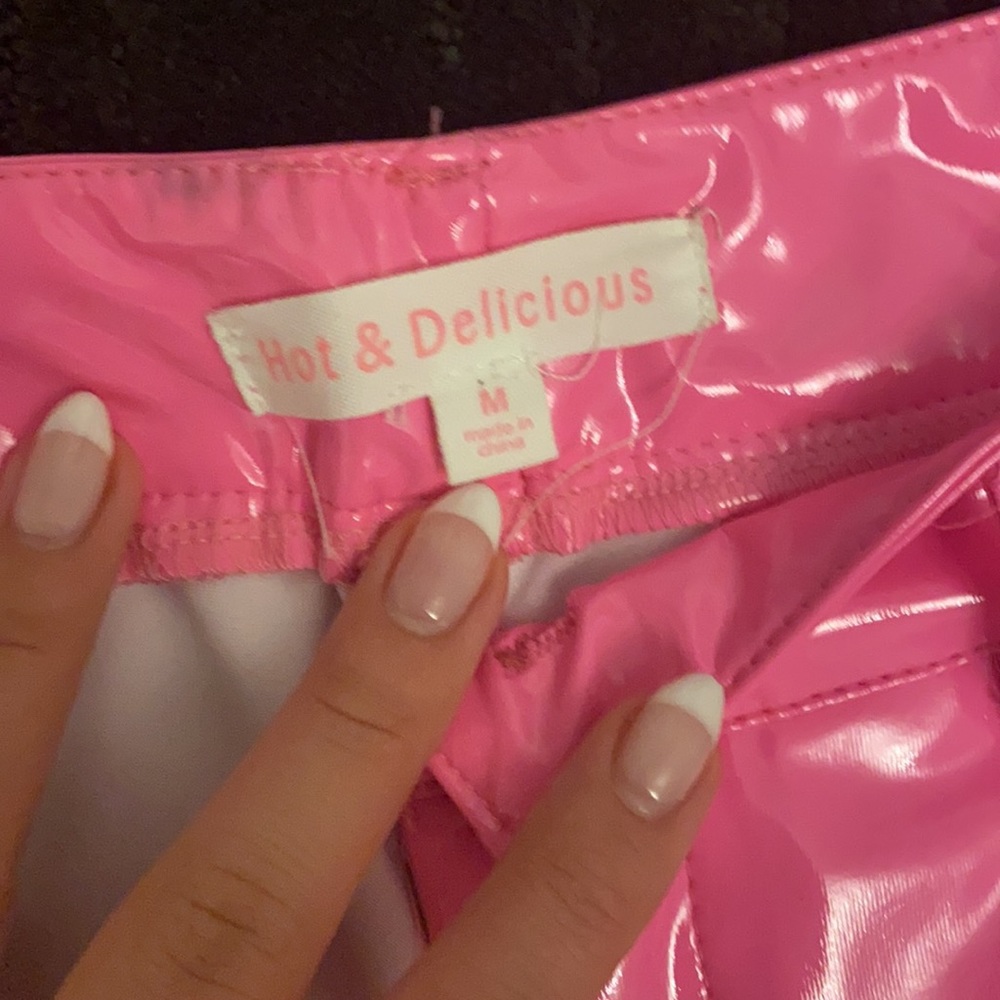 Hot & Delicious
M
made in
china